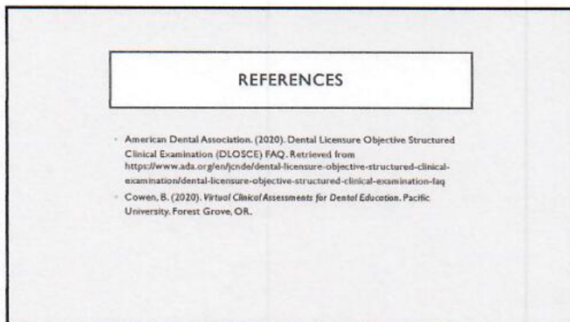 REFERENCES
• American Dental Association. (2020). Dental Licensure Objective Structured
Clinical Examination (DLOSCE) FAQ. Retrieved from
https://www.ada.org/en/jcnde/dental-licensure-objective-structured-clinical-
examination/dental-licensure-objective-structured-clinical-examination-faq
• Cowen, B. (2020). Virtual Clinical Assessments for Dental Education. Pacific
University. Forest Grove, OR.